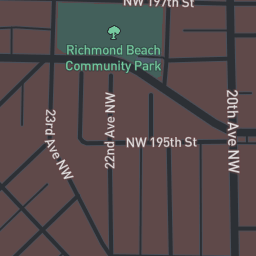 NW 197th St
Richmond Beach
Community Park
20th Ave NW
23rd Ave NW
22nd Ave NW
NW 195th St